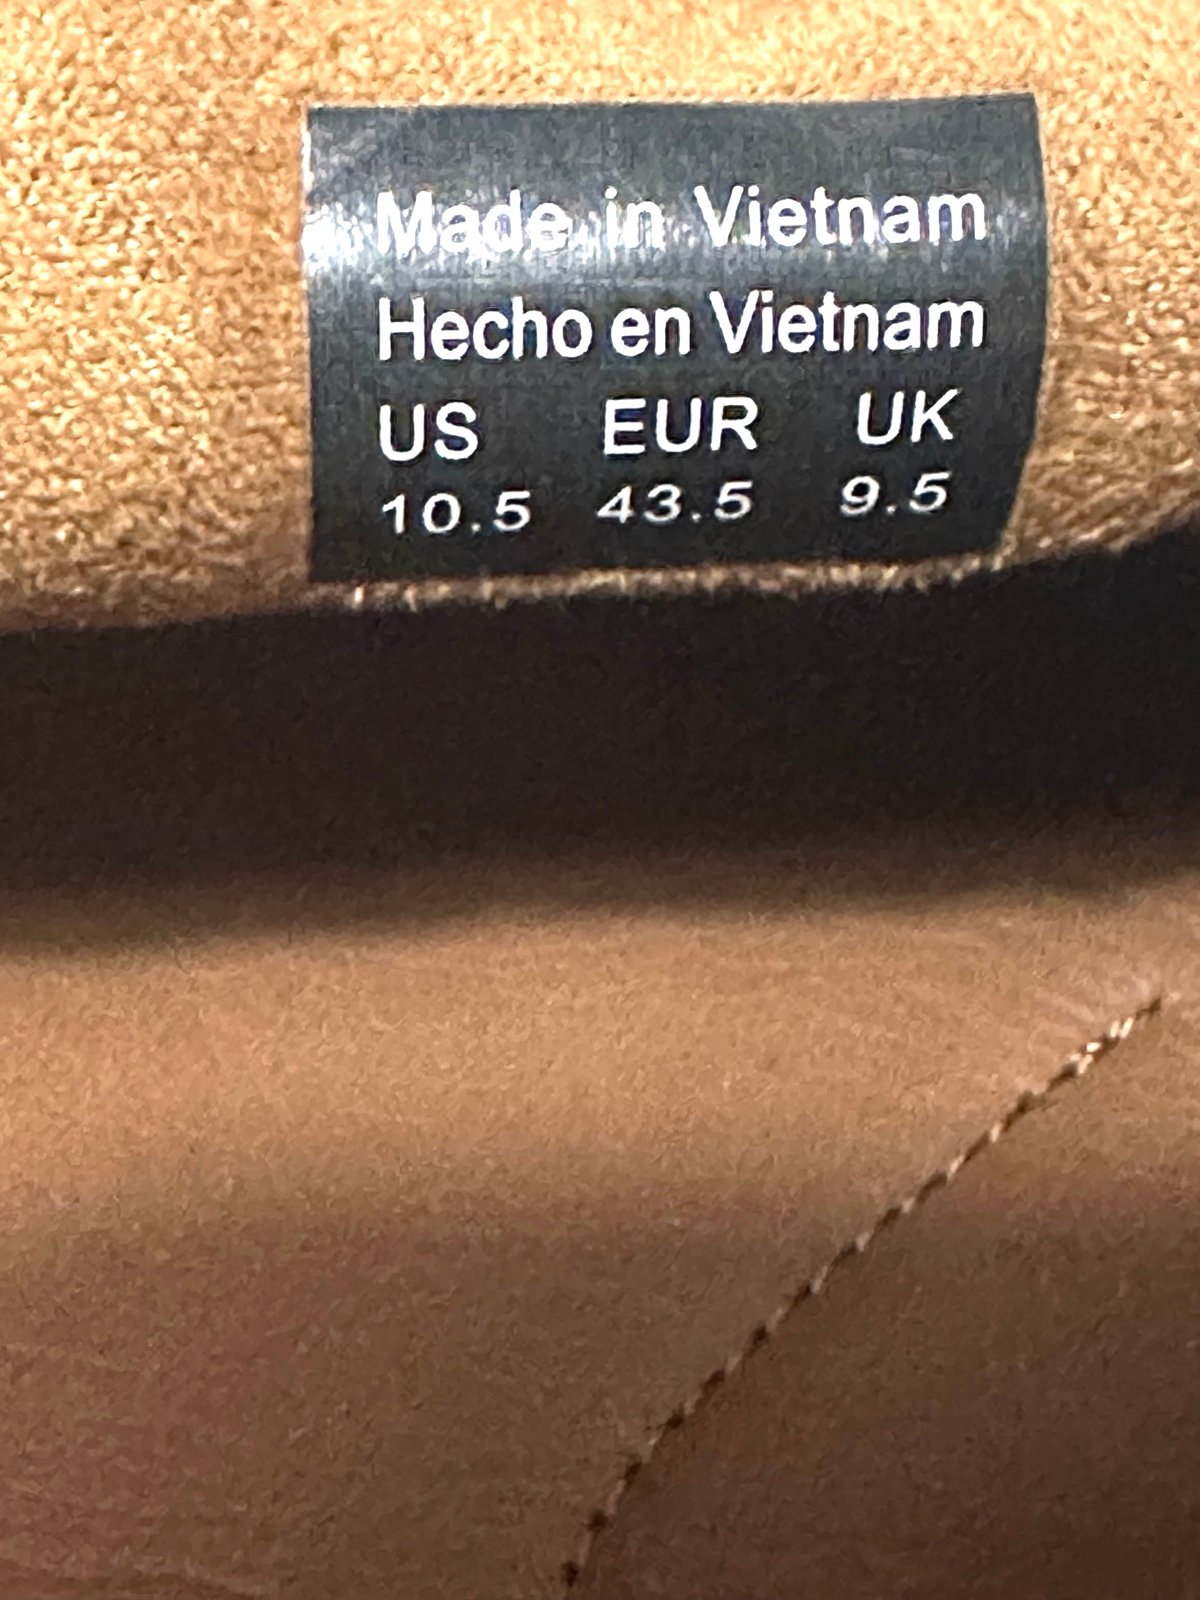 Made in Vietnam
Hecho en Vietnam
US EUR UK
10.5 43.5 9.5